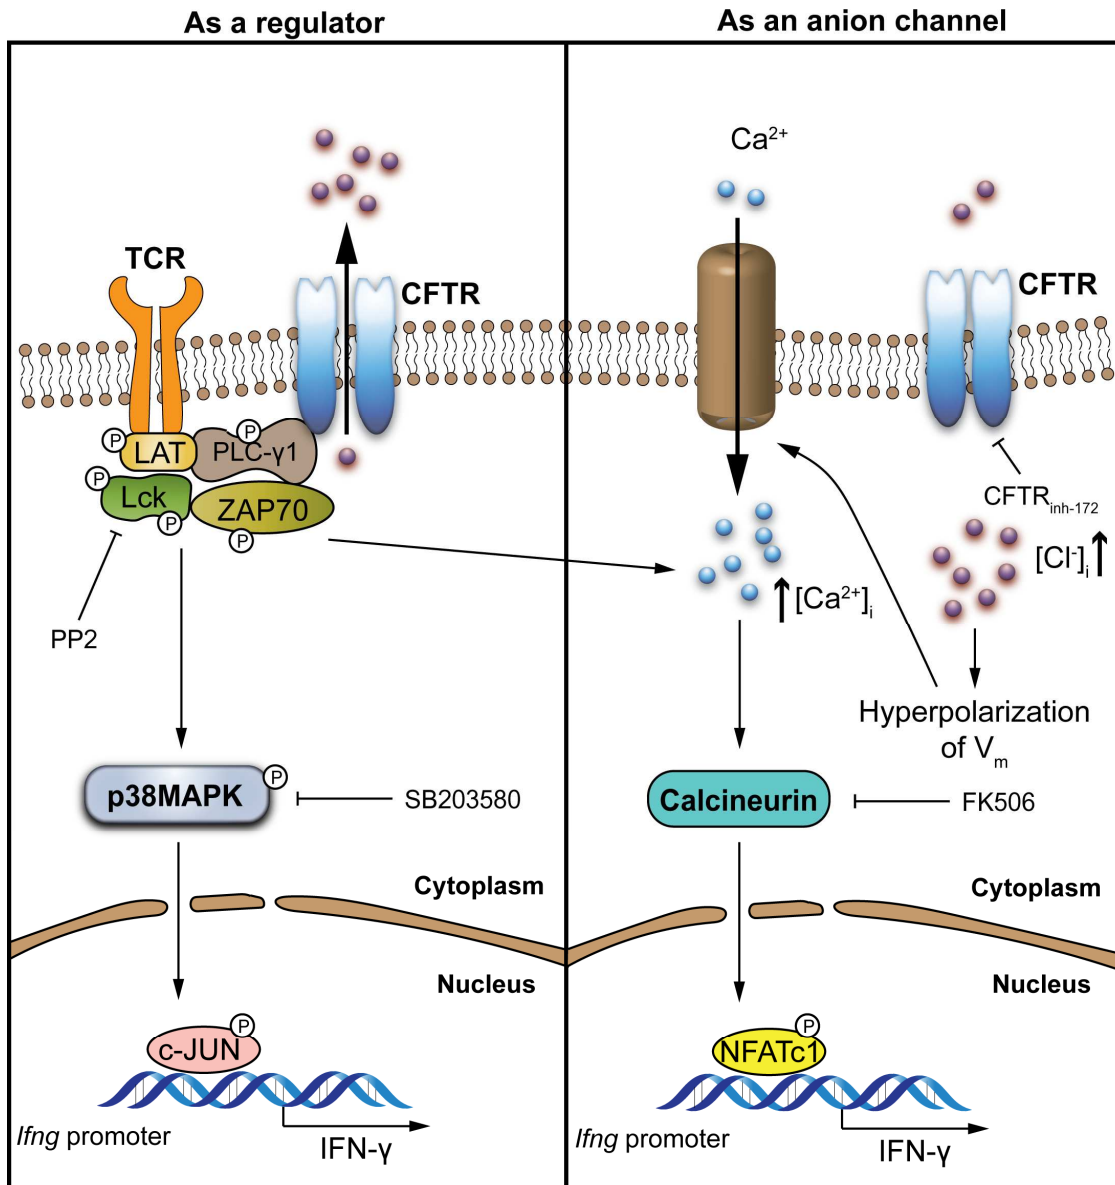 As a regulator
TCR
CFTR
P
LAT
P
PLC-γ1
P
Lck
P
ZAP70
P
PP2
p38MAPK
P
SB203580
Cytoplasm
Nucleus
c-JUN
P
Ifng promoter
IFN-γ
As an anion channel
Ca²⁺
CFTR
CFTRinh-172
[Cl⁻]i
[Ca²⁺]i
Hyperpolarization
of Vm
Calcineurin
FK506
Cytoplasm
Nucleus
NFATc1
P
Ifng promoter
IFN-γ